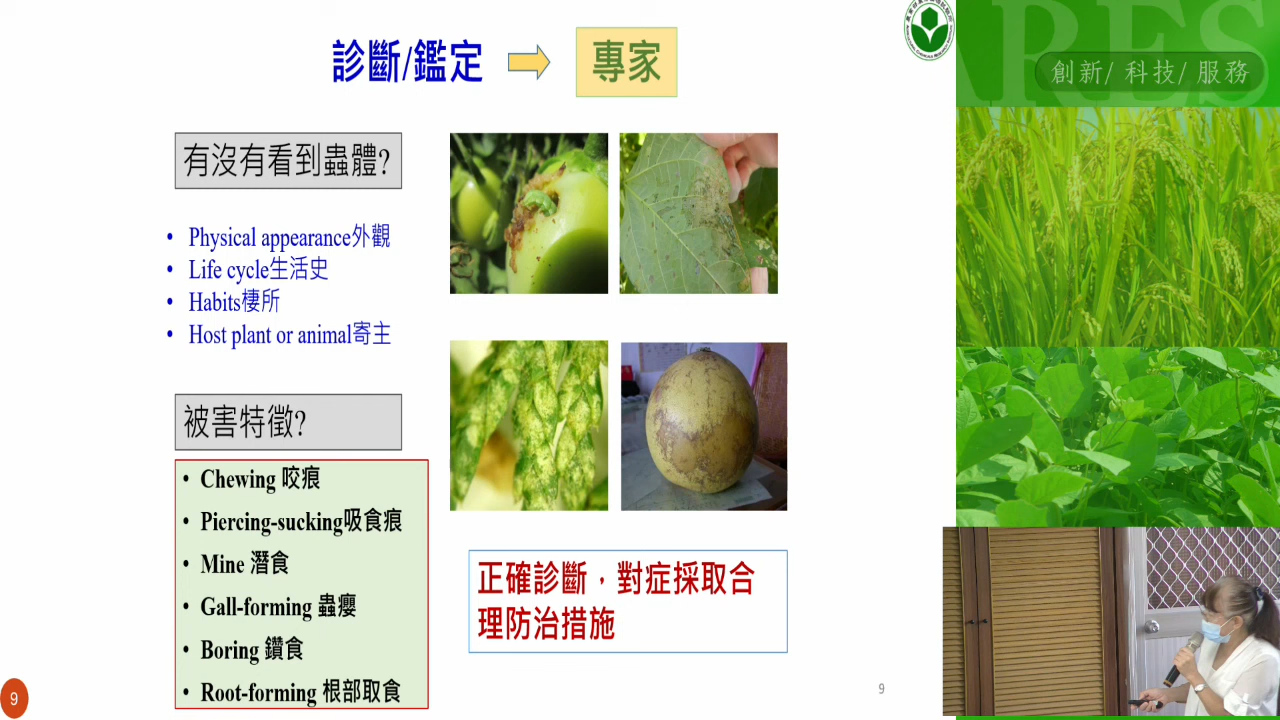 診斷/鑑定
專家
創新/ 科技/ 服務
有沒有看到蟲體?
• Physical appearance外觀
• Life cycle生活史
• Habits棲所
• Host plant or animal寄主
被害特徵?
• Chewing 咬痕
• Piercing-sucking吸食痕
• Mine 潛食
• Gall-forming 蟲癭
• Boring 鑽食
• Root-forming 根部取食
正確診斷，對症採取合
理防治措施
9
9